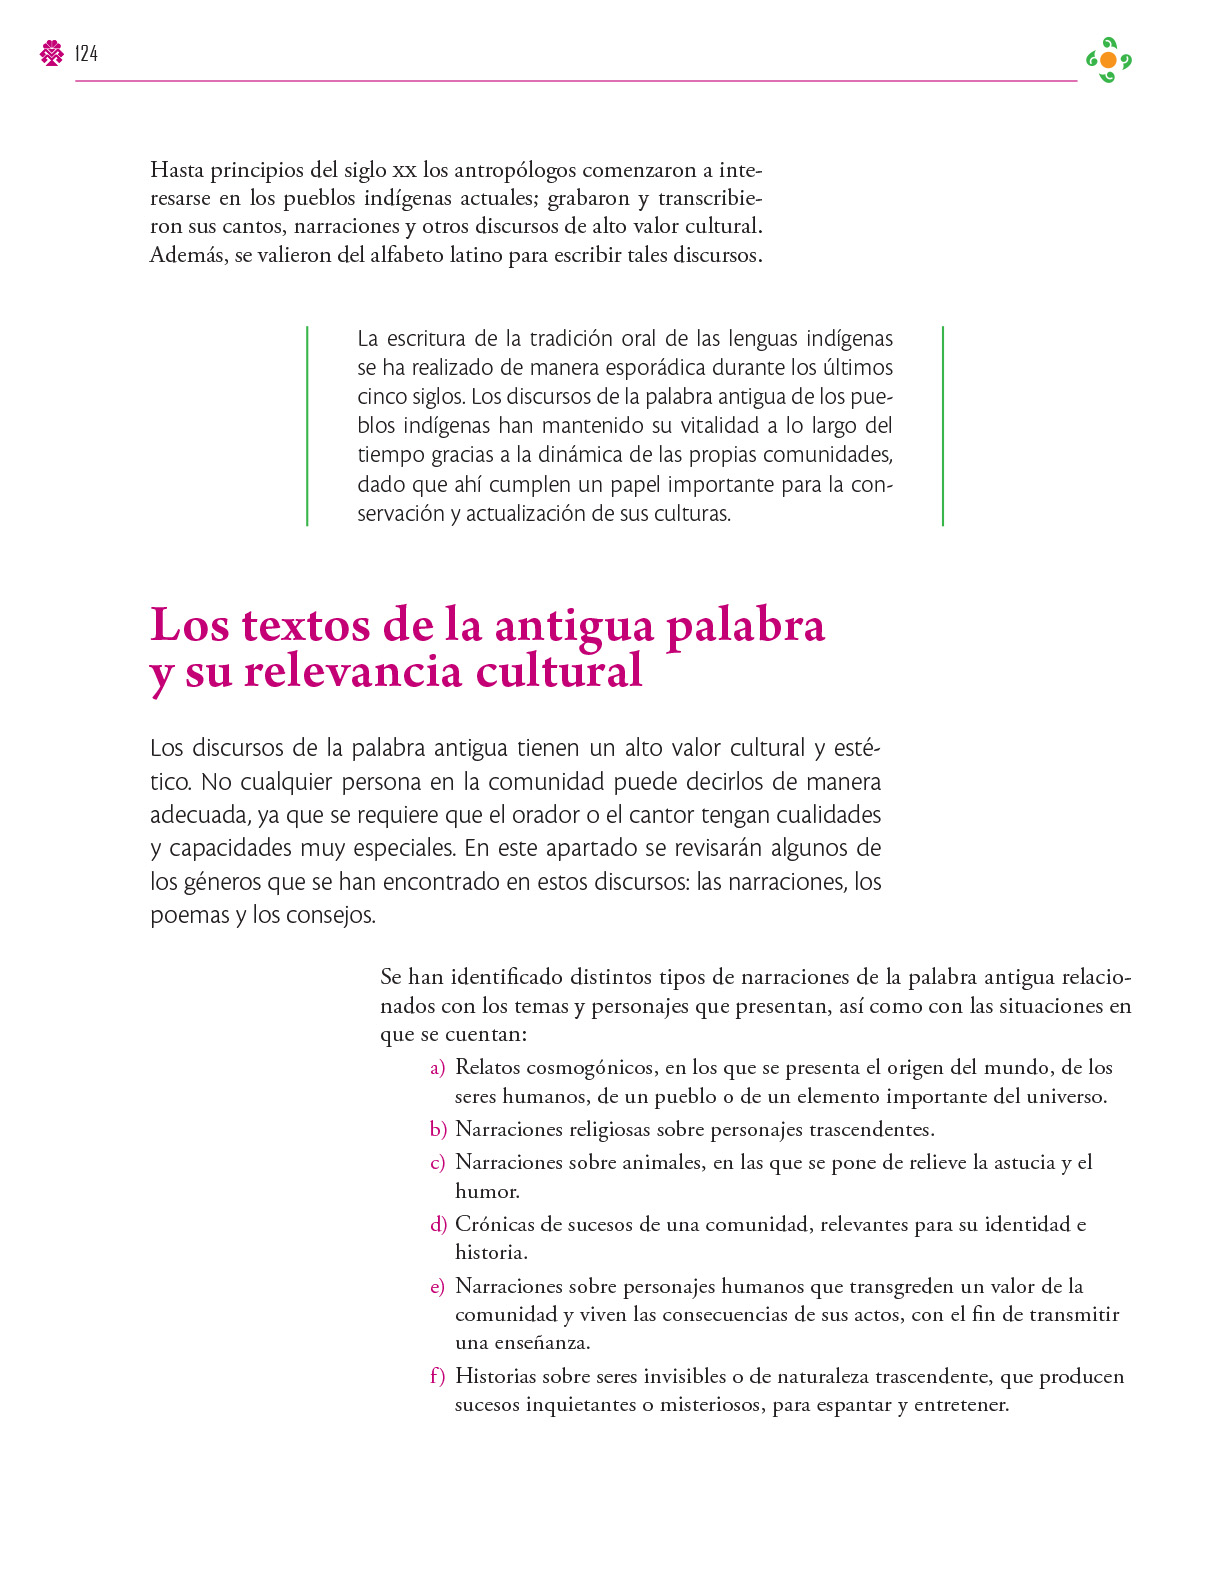 124
Hasta principios del siglo XX los antropólogos comenzaron a inte-
resarse en los pueblos indígenas actuales; grabaron y transcribie-
ron sus cantos, narraciones y otros discursos de alto valor cultural.
Además, se valieron del alfabeto latino para escribir tales discursos.
La escritura de la tradición oral de las lenguas indígenas
se ha realizado de manera esporádica durante los últimos
cinco siglos. Los discursos de la palabra antigua de los pue-
blos indígenas han mantenido su vitalidad a lo largo del
tiempo gracias a la dinámica de las propias comunidades,
dado que ahí cumplen un papel importante para la con-
servación y actualización de sus culturas.
Los textos de la antigua palabra
y su relevancia cultural
Los discursos de la palabra antigua tienen un alto valor cultural y esté-
tico. No cualquier persona en la comunidad puede decirlos de manera
adecuada, ya que se requiere que el orador o el cantor tengan cualidades
y capacidades muy especiales. En este apartado se revisarán algunos de
los géneros que se han encontrado en estos discursos: las narraciones, los
poemas y los consejos.
Se han identificado distintos tipos de narraciones de la palabra antigua relacio-
nados con los temas y personajes que presentan, así como con las situaciones en
que se cuentan:
a) Relatos cosmogónicos, en los que se presenta el origen del mundo, de los
seres humanos, de un pueblo o de un elemento importante del universo.
b) Narraciones religiosas sobre personajes trascendentes.
c) Narraciones sobre animales, en las que se pone de relieve la astucia y el
humor.
d) Crónicas de sucesos de una comunidad, relevantes para su identidad e
historia.
e) Narraciones sobre personajes humanos que transgreden un valor de la
comunidad y viven las consecuencias de sus actos, con el fin de transmitir
una enseñanza.
f) Historias sobre seres invisibles o de naturaleza trascendente, que producen
sucesos inquietantes o misteriosos, para espantar y entretener.